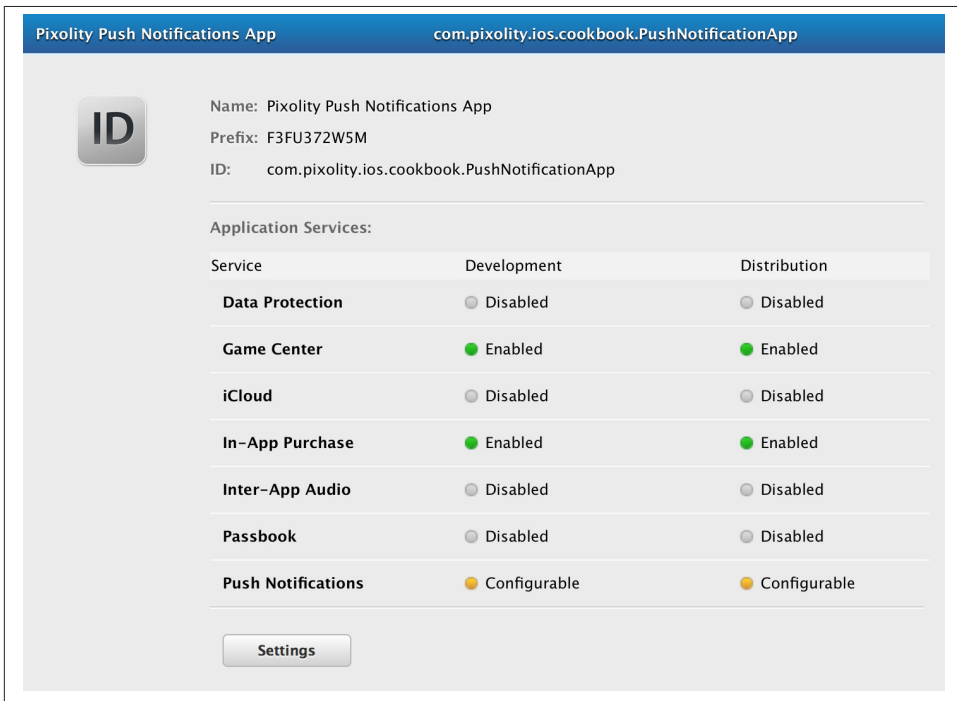 Pixolity Push Notifications App com.pixolity.ios.cookbook.PushNotificationApp
ID
Name: Pixolity Push Notifications App
Prefix: F3FU372W5M
ID: com.pixolity.ios.cookbook.PushNotificationApp
Application Services:
Service Development Distribution
Data Protection Disabled Disabled
Game Center Enabled Enabled
iCloud Disabled Disabled
In-App Purchase Enabled Enabled
Inter-App Audio Disabled Disabled
Passbook Disabled Disabled
Push Notifications Configurable Configurable
Settings